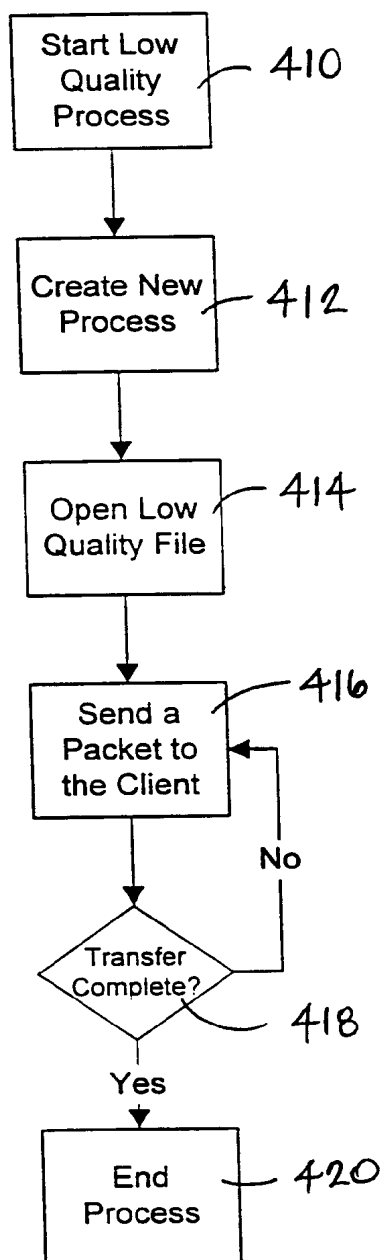 Start Low
Quality
Process
410
Create New
Process
412
Open Low
Quality File
414
Send a
Packet to
the Client
416
No
Transfer
Complete?
418
Yes
End
Process
420